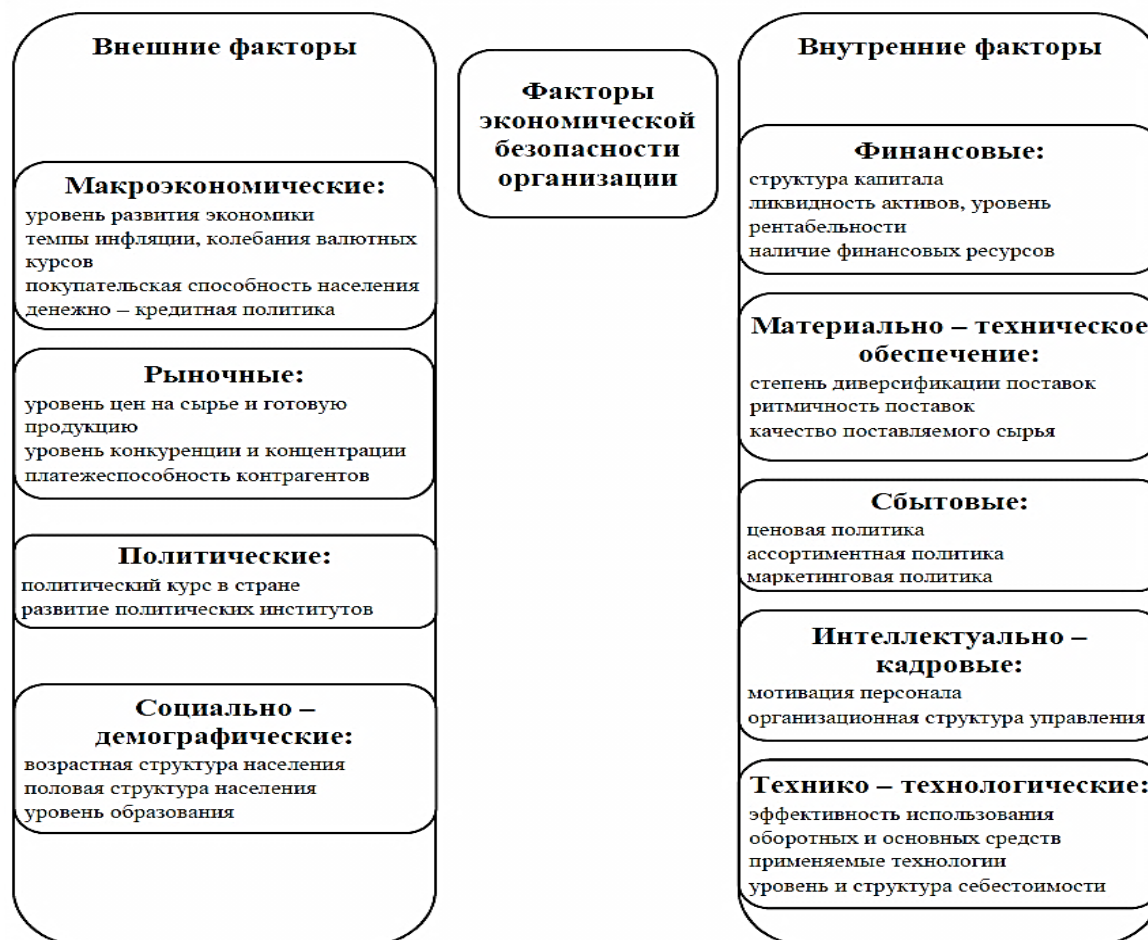 Внешние факторы
Макроэкономические:
уровень развития экономики
темпы инфляции, колебания валютных
курсов
покупательская способность населения
денежно – кредитная политика
Рыночные:
уровень цен на сырье и готовую
продукцию
уровень конкуренции и концентрации
платежеспособность контрагентов
Политические:
политический курс в стране
развитие политических институтов
Социально –
демографические:
возрастная структура населения
половая структура населения
уровень образования
Факторы
экономической
безопасности
организации
Внутренние факторы
Финансовые:
структура капитала
ликвидность активов, уровень
рентабельности
наличие финансовых ресурсов
Материально – техническое
обеспечение:
степень диверсификации поставок
ритмичность поставок
качество поставляемого сырья
Сбытовые:
ценовая политика
ассортиментная политика
маркетинговая политика
Интеллектуально –
кадровые:
мотивация персонала
организационная структура управления
Технико – технологические:
эффективность использования
оборотных и основных средств
применяемые технологии
уровень и структура себестоимости